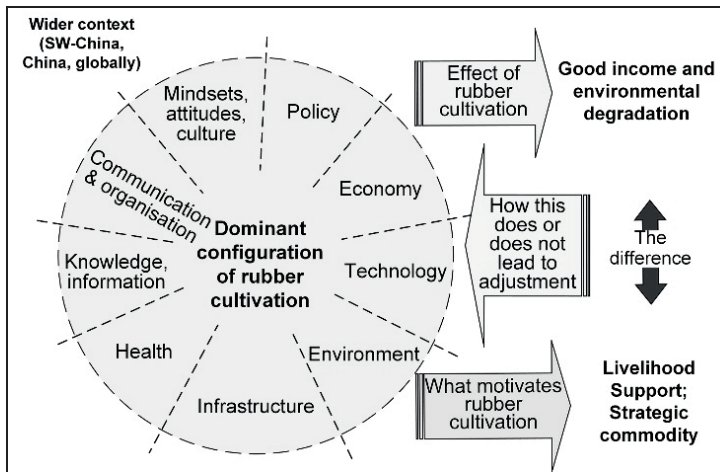 Wider context
(SW-China,
China, globally)
Mindsets,
attitudes,
culture
Policy
Economy
Technology
Environment
Infrastructure
Health
Knowledge,
information
Communication
& organisation
Dominant
configuration
of rubber
cultivation
Effect of
rubber
cultivation
Good income and
environmental
degradation
How this
does or
does not
lead to
adjustment
The
difference
What motivates
rubber
cultivation
Livelihood
Support;
Strategic
commodity